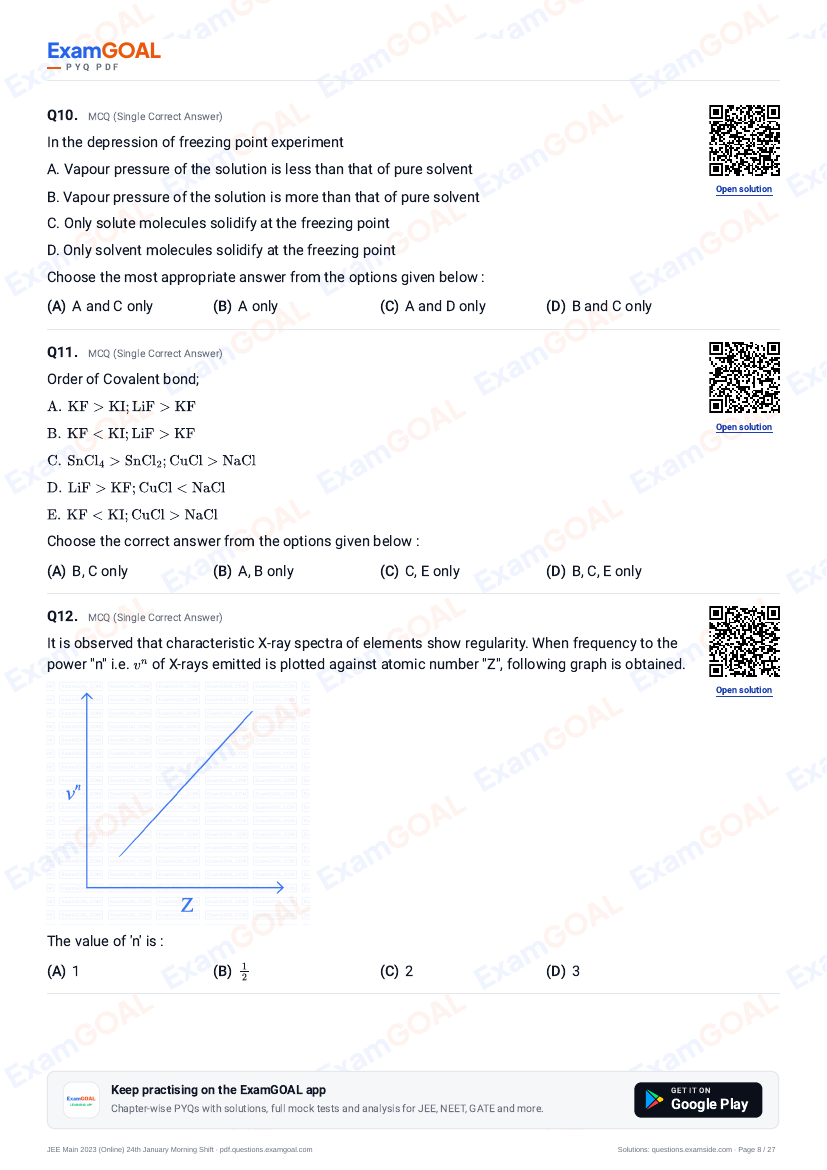 ExamGOAL
PYQ PDF
Q10. MCQ (Single Correct Answer)
In the depression of freezing point experiment
A. Vapour pressure of the solution is less than that of pure solvent
B. Vapour pressure of the solution is more than that of pure solvent
C. Only solute molecules solidify at the freezing point
D. Only solvent molecules solidify at the freezing point
Choose the most appropriate answer from the options given below :
(A) A and C only (B) A only (C) A and D only (D) B and C only
Open solution
Q11. MCQ (Single Correct Answer)
Order of Covalent bond;
A. KF > KI; LiF > KF
B. KF < KI; LiF > KF
C. SnCl₄ > SnCl₂; CuCl > NaCl
D. LiF > KF; CuCl < NaCl
E. KF < KI; CuCl > NaCl
Choose the correct answer from the options given below :
(A) B, C only (B) A, B only (C) C, E only (D) B, C, E only
Open solution
Q12. MCQ (Single Correct Answer)
It is observed that characteristic X-ray spectra of elements show regularity. When frequency to the
power "n" i.e. vⁿ of X-rays emitted is plotted against atomic number "Z", following graph is obtained.
Open solution
vⁿ
Z
The value of 'n' is :
(A) 1 (B) 1/2 (C) 2 (D) 3
ExamGOAL
Keep practising on the ExamGOAL app
Chapter-wise PYQs with solutions, full mock tests and analysis for JEE, NEET, GATE and more.
GET IT ON
Google Play
JEE Main 2023 (Online) 24th January Morning Shift · pdf.questions.examgoal.com
Solutions: questions.examside.com · Page 8 / 27